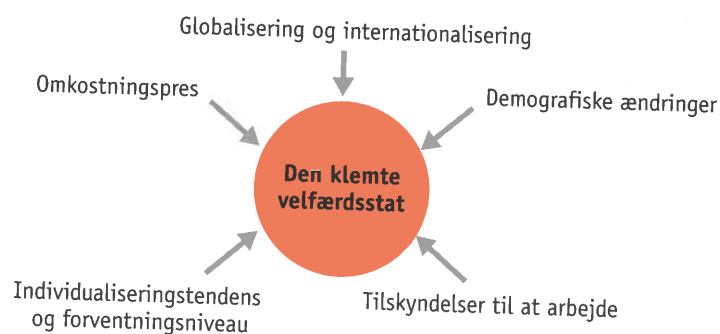 Globalisering og internationalisering
Omkostningspres
Demografiske ændringer
Den klemte
velfærdsstat
Individualiseringstendens
og forventningsniveau
Tilskyndelser til at arbejde